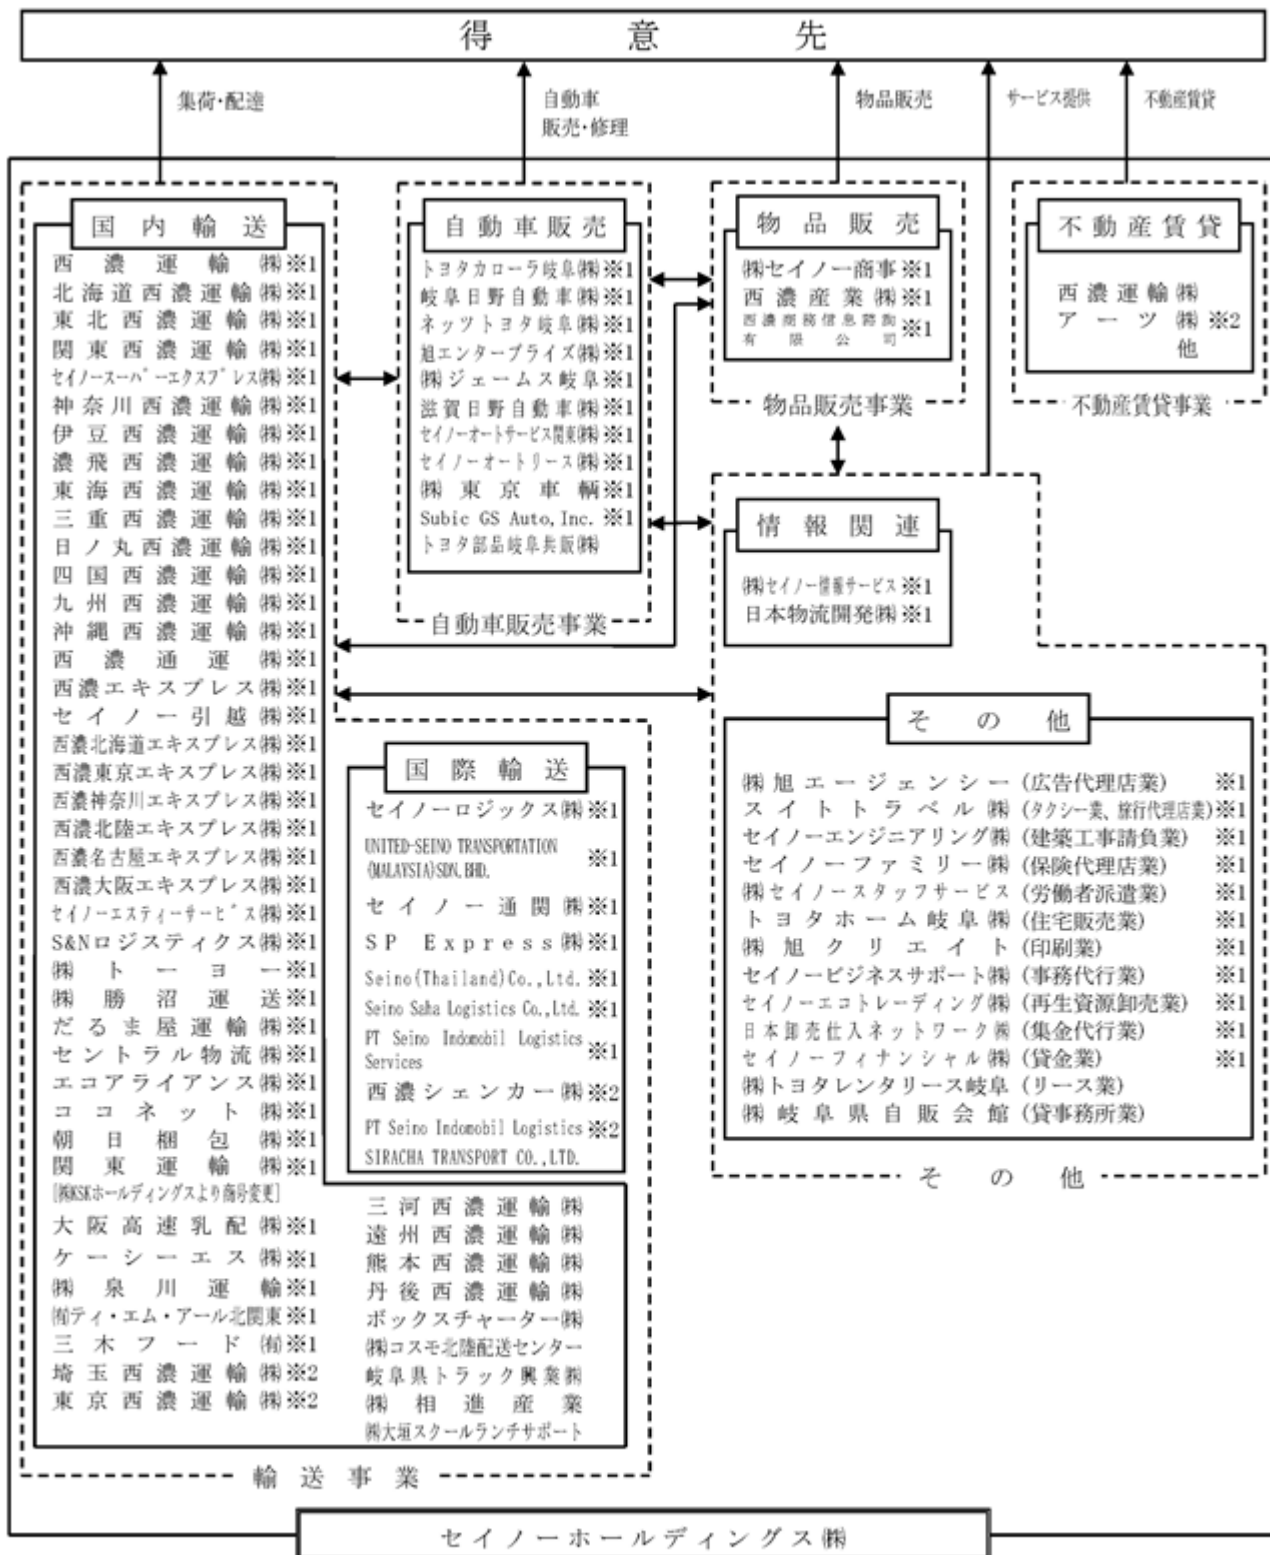 得意先
集荷・配達
自動車
販売・修理
物品販売
サービス提供
不動産賃貸
国内輸送
西濃運輸㈱※1
北海道西濃運輸㈱※1
東北西濃運輸㈱※1
関東西濃運輸㈱※1
セイノースーパーエクスプレス㈱※1
神奈川西濃運輸㈱※1
伊豆西濃運輸㈱※1
濃飛西濃運輸㈱※1
東海西濃運輸㈱※1
三重西濃運輸㈱※1
日ノ丸西濃運輸㈱※1
四国西濃運輸㈱※1
九州西濃運輸㈱※1
沖縄西濃運輸㈱※1
西濃通運㈱※1
西濃エキスプレス㈱※1
セイノー引越㈱※1
西濃北海道エキスプレス㈱※1
西濃東京エキスプレス㈱※1
西濃神奈川エキスプレス㈱※1
西濃北陸エキスプレス㈱※1
西濃名古屋エキスプレス㈱※1
西濃大阪エキスプレス㈱※1
セイノーエスティーサービス㈱※1
S&Nロジスティクス㈱※1
㈱トーヨー※1
㈱勝沼運送※1
だるま屋運輸㈱※1
セントラル物流㈱※1
エコアライアンス㈱※1
ココネット㈱※1
朝日梱包㈱※1
関東運輸㈱※1
[㈱KSKホールディングスより商号変更]
大阪高速乳配㈱※1
ケーシーエス㈱※1
㈱泉川運輸※1
㈲ティ・エム・アール北関東※1
三木フード㈲※1
埼玉西濃運輸㈱※2
東京西濃運輸㈱※2
三河西濃運輸㈱
遠州西濃運輸㈱
熊本西濃運輸㈱
丹後西濃運輸㈱
ボックスチャーター㈱
㈱コスモ北陸配送センター
岐阜県トラック興業㈱
㈱相進産業
㈱大垣スクールランチサポート
国際輸送
セイノーロジックス㈱※1
UNITED-SEINO TRANSPORTATION
(MALAYSIA)SDN.BHD.
※1
セイノー通関㈱※1
SP Express㈱※1
Seino(Thailand)Co.,Ltd.※1
Seino Saha Logistics Co.,Ltd.※1
PT Seino Indomobil Logistics
Services
※1
西濃シェンカー㈱※2
PT Seino Indomobil Logistics※2
SIRACHA TRANSPORT CO.,LTD.
輸送事業
自動車販売
トヨタカローラ岐阜㈱※1
岐阜日野自動車㈱※1
ネッツトヨタ岐阜㈱※1
旭エンタープライズ㈱※1
㈱ジェームス岐阜※1
滋賀日野自動車㈱※1
セイノーオートサービス関東㈱※1
セイノーオートリース㈱※1
㈱東京車輌※1
Subic GS Auto,Inc.※1
トヨタ部品岐阜共販㈱
自動車販売事業
物品販売
㈱セイノー商事※1
西濃産業㈱※1
西濃商務信息諮詢
有限公司
※1
物品販売事業
不動産賃貸
西濃運輸㈱
アーツ㈱※2
他
不動産賃貸事業
情報関連
㈱セイノー情報サービス※1
日本物流開発㈱※1
その他
㈱旭エージェンシー(広告代理店業)※1
スイトトラベル㈱(タクシー業、旅行代理店業)※1
セイノーエンジニアリング㈱(建築工事請負業)※1
セイノーファミリー㈱(保険代理店業)※1
㈱セイノースタッフサービス(労働者派遣業)※1
トヨタホーム岐阜㈱(住宅販売業)※1
㈱旭クリエイト(印刷業)※1
セイノービジネスサポート㈱(事務代行業)※1
セイノーエコトレーディング㈱(再生資源卸売業)※1
日本卸売仕入ネットワーク㈱(集金代行業)※1
セイノーフィナンシャル㈱(貸金業)※1
㈱トヨタレンタリース岐阜(リース業)
㈱岐阜県自販会館(貸事務所業)
その他
セイノーホールディングス㈱